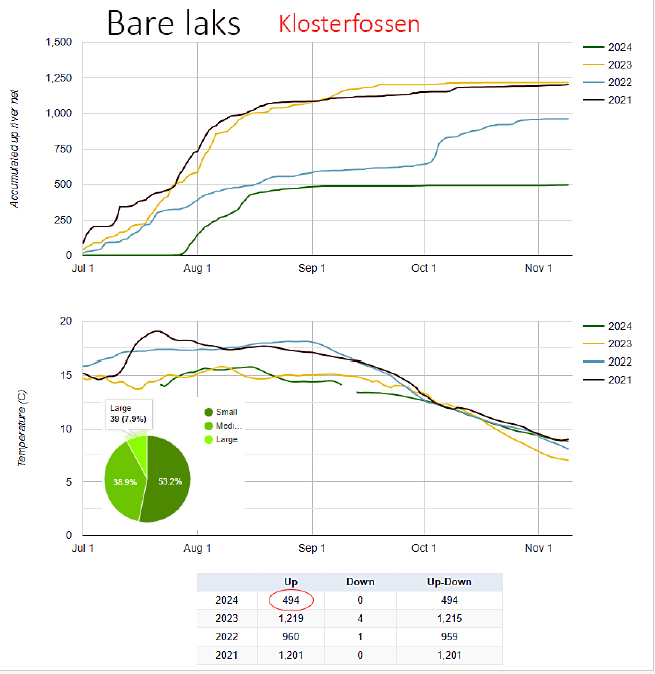 Bare laks Klosterfossen
1,500
1,250
1,000
750
500
250
0
Accumulated up river net
Jul 1 Aug 1 Sep 1 Oct 1 Nov 1
2024
2023
2022
2021
20
15
10
5
0
Temperature (C)
Jul 1 Aug 1 Sep 1 Oct 1 Nov 1
2024
2023
2022
2021
Large
39 (7.9%)
38.9% 53.2%
Small
Medi...
Large
Up Down Up-Down
2024 494 0 494
2023 1,219 4 1,215
2022 960 1 959
2021 1,201 0 1,201